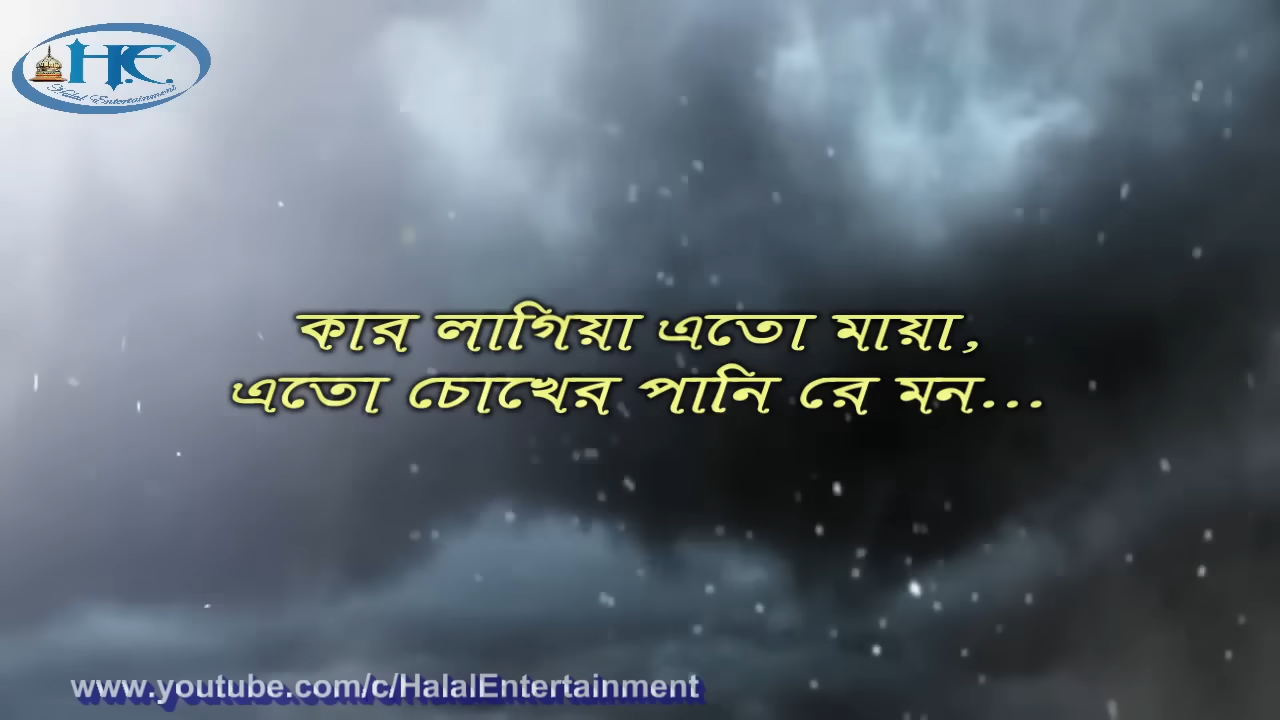 H.E.
Halal Entertainment
কার লাগিয়া এতো মায়া,
এতো চোখের পানি রে মন...
www.youtube.com/c/HalalEntertainment